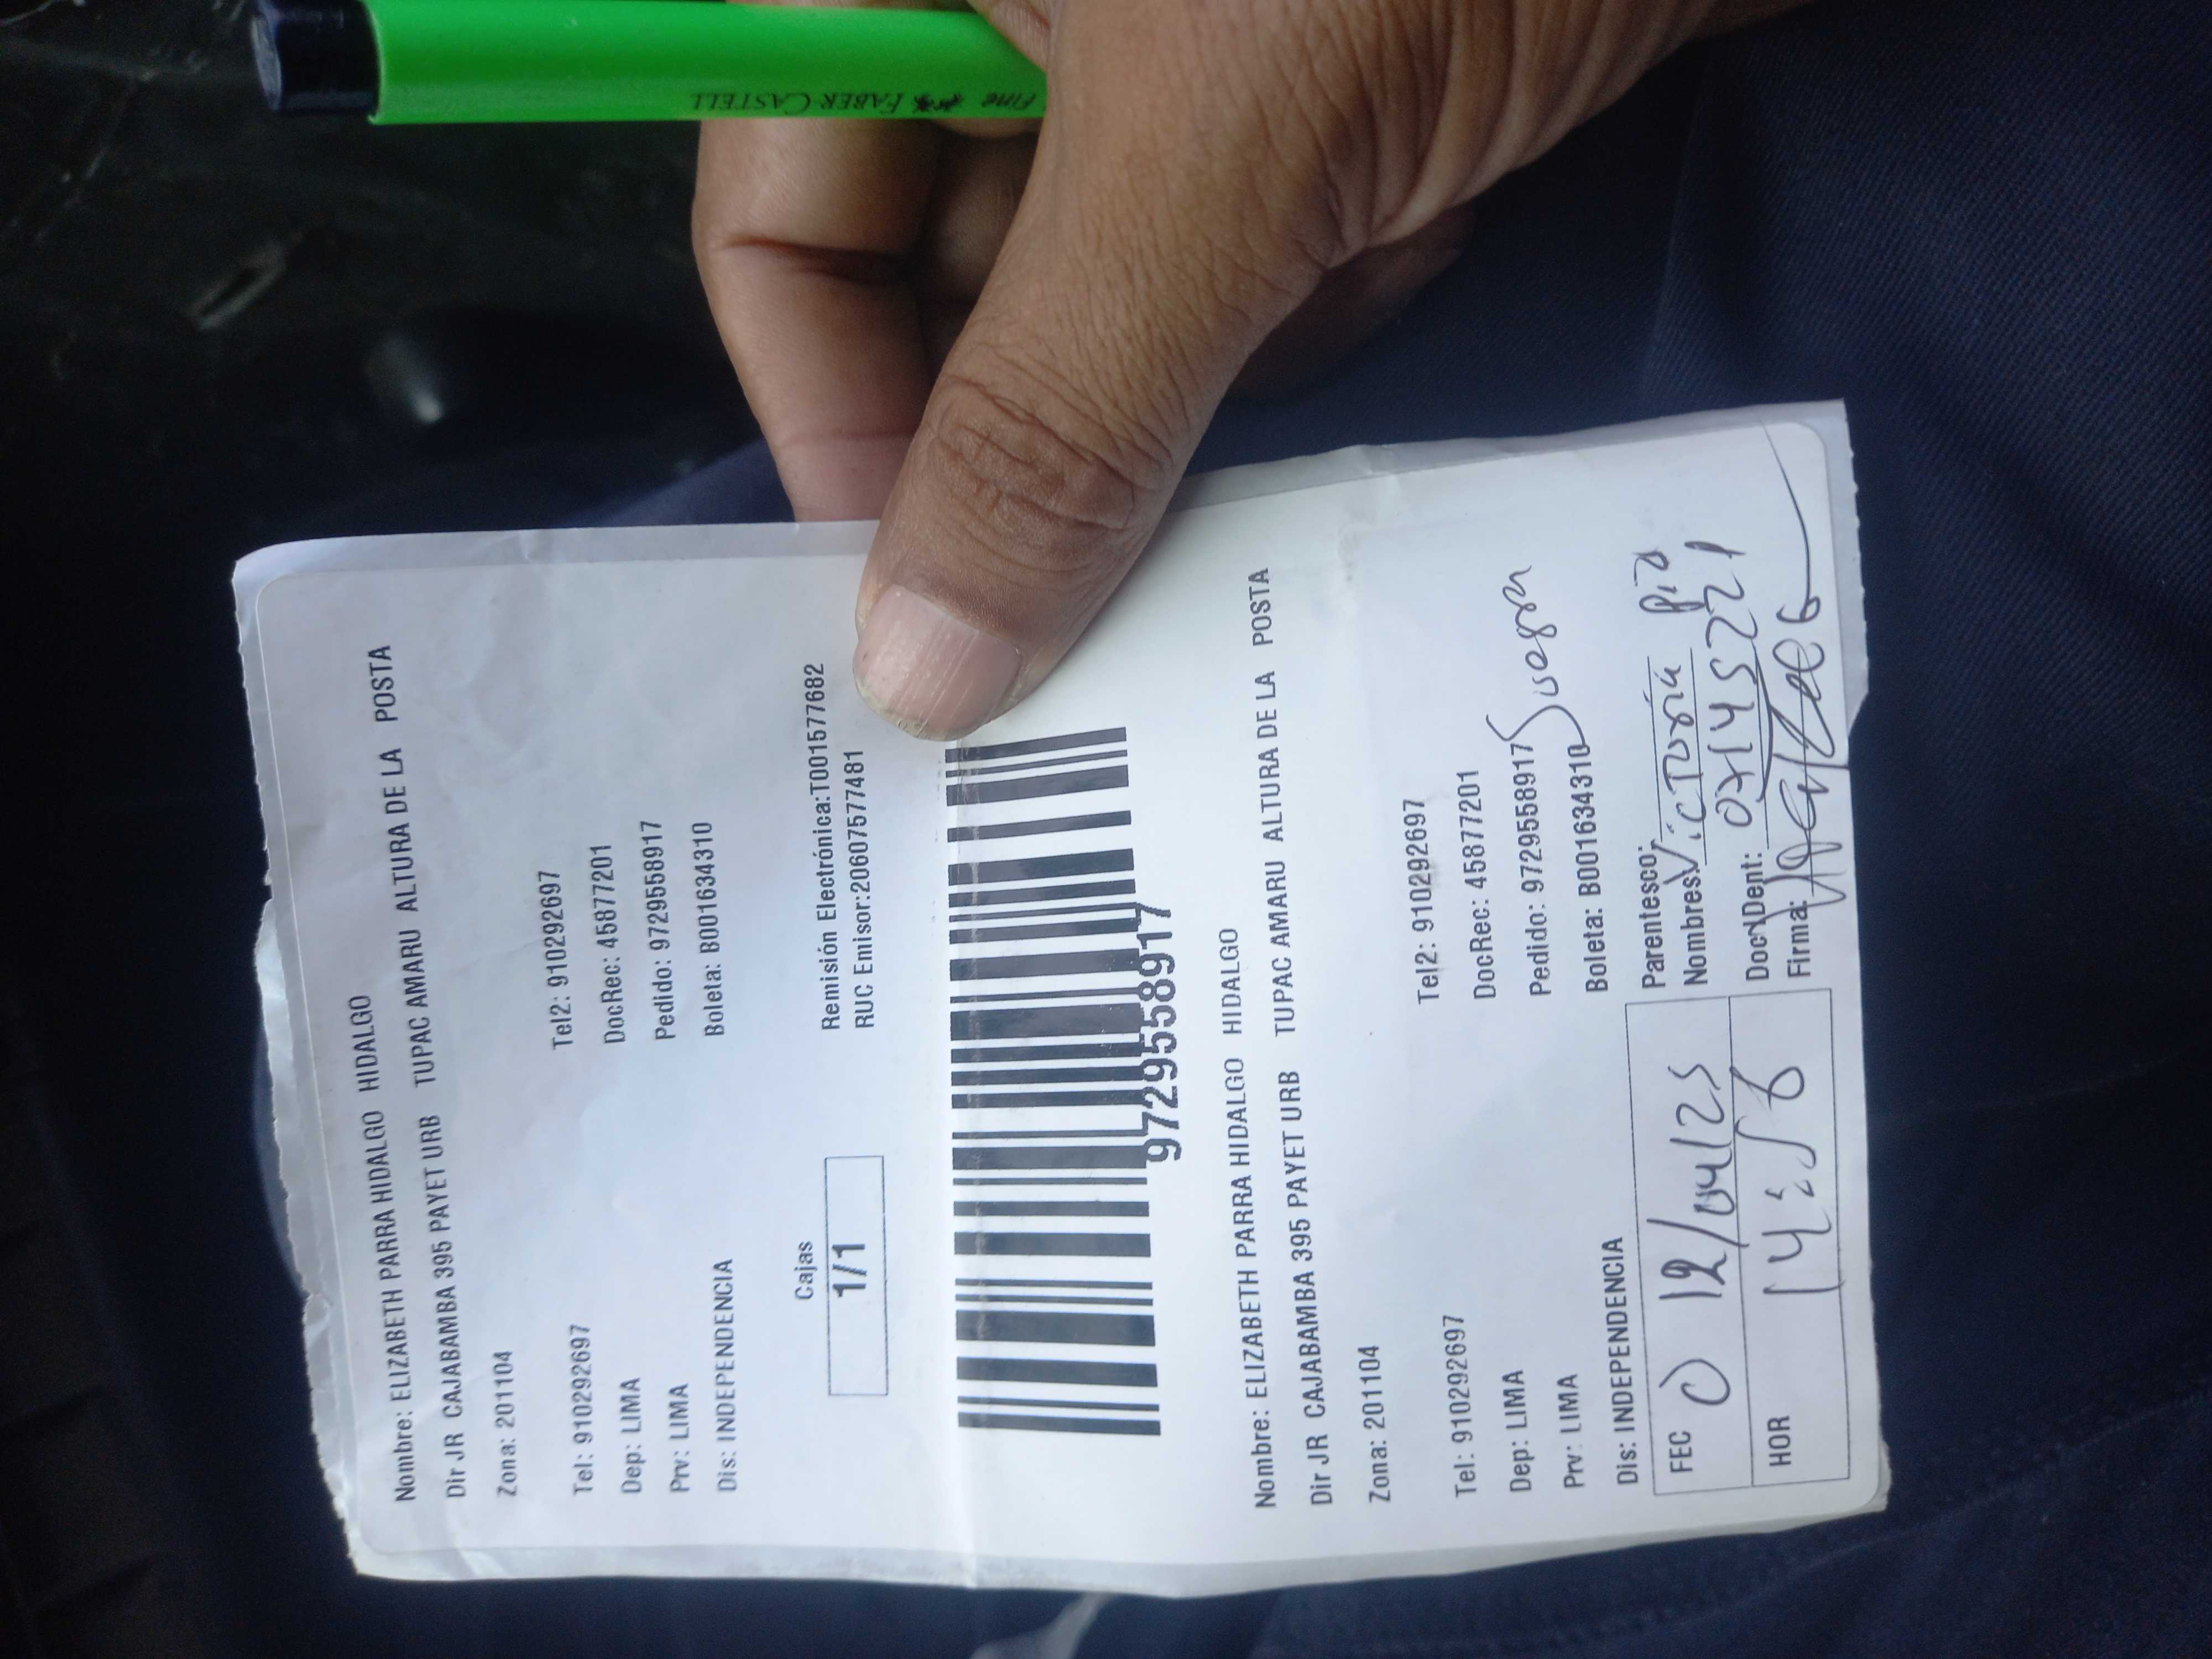 Fine FABER-CASTELL
Nombre: ELIZABETH PARRA HIDALGO HIDALGO
Dir JR CAJABAMBA 395 PAYET URB TUPAC AMARU ALTURA DE LA POSTA
Zona: 201104
Tel: 910292697 Tel2: 910292697
Dep: LIMA DocRec: 45877201
Prv: LIMA Pedido: 9729558917
Dis: INDEPENDENCIA Boleta: B001634310
Cajas
1/1
Remisión Electrónica:T001577682
RUC Emisor:20607577481
9729558917
Nombre: ELIZABETH PARRA HIDALGO HIDALGO
Dir JR CAJABAMBA 395 PAYET URB TUPAC AMARU ALTURA DE LA POSTA
Zona: 201104
Tel: 910292697 Tel2: 910292697
Dep: LIMA DocRec: 45877201
Prv: LIMA Pedido: 9729558917
Dis: INDEPENDENCIA Boleta: B001634310
Suegra
FEC 12/04/25 Parentesco:
Nombres: Victoria
HOR 14:56 Doc\Dent:
Firma: